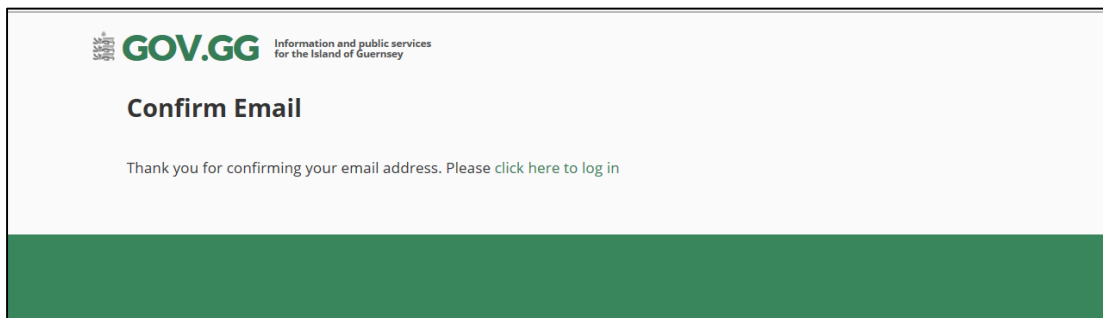 GOV.GG
Information and public services
for the Island of Guernsey
Confirm Email
Thank you for confirming your email address. Please click here to log in